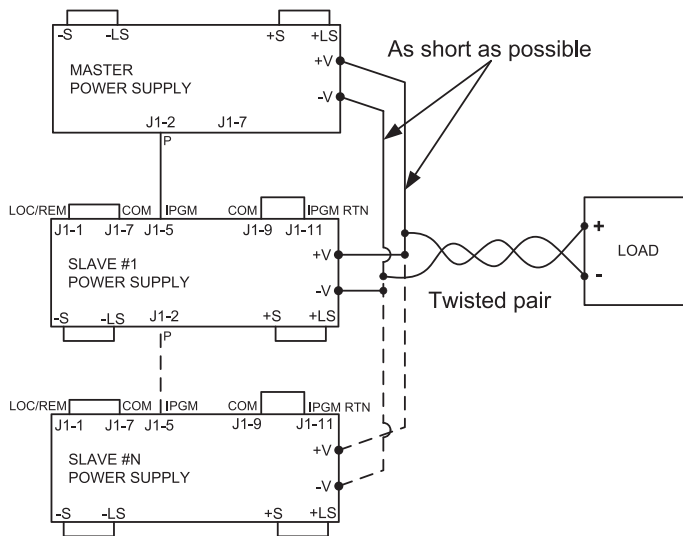 -S -LS +S +LS
As short as possible
MASTER
POWER SUPPLY
+V
-V
J1-2 J1-7
P
LOC/REM COM IPGM COM IPGM RTN
J1-1 J1-7 J1-5 J1-9 J1-11
SLAVE #1
POWER SUPPLY
+V
-V
J1-2
-S -LS +S +LS
P
+
-
LOAD
Twisted pair
LOC/REM COM IPGM COM IPGM RTN
J1-1 J1-7 J1-5 J1-9 J1-11
SLAVE #N
POWER SUPPLY
+V
-V
-S -LS +S +LS